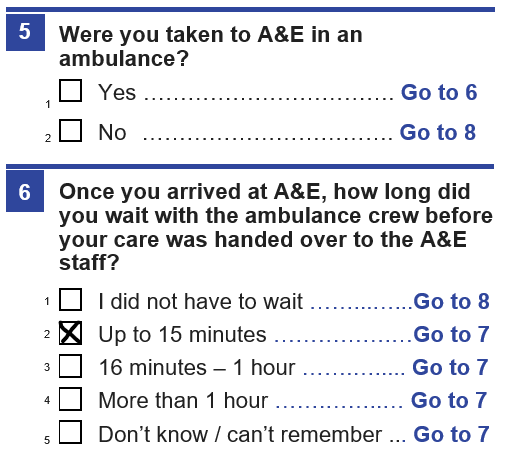 5 Were you taken to A&E in an
ambulance?
1 Yes ……………………………. Go to 6
2 No ……………………………. Go to 8
6 Once you arrived at A&E, how long did
you wait with the ambulance crew before
your care was handed over to the A&E
staff?
1 I did not have to wait ……...…...Go to 8
2 Up to 15 minutes ……………….…Go to 7
3 16 minutes – 1 hour ……….….... Go to 7
4 More than 1 hour …………...… Go to 7
5 Don’t know / can’t remember ... Go to 7